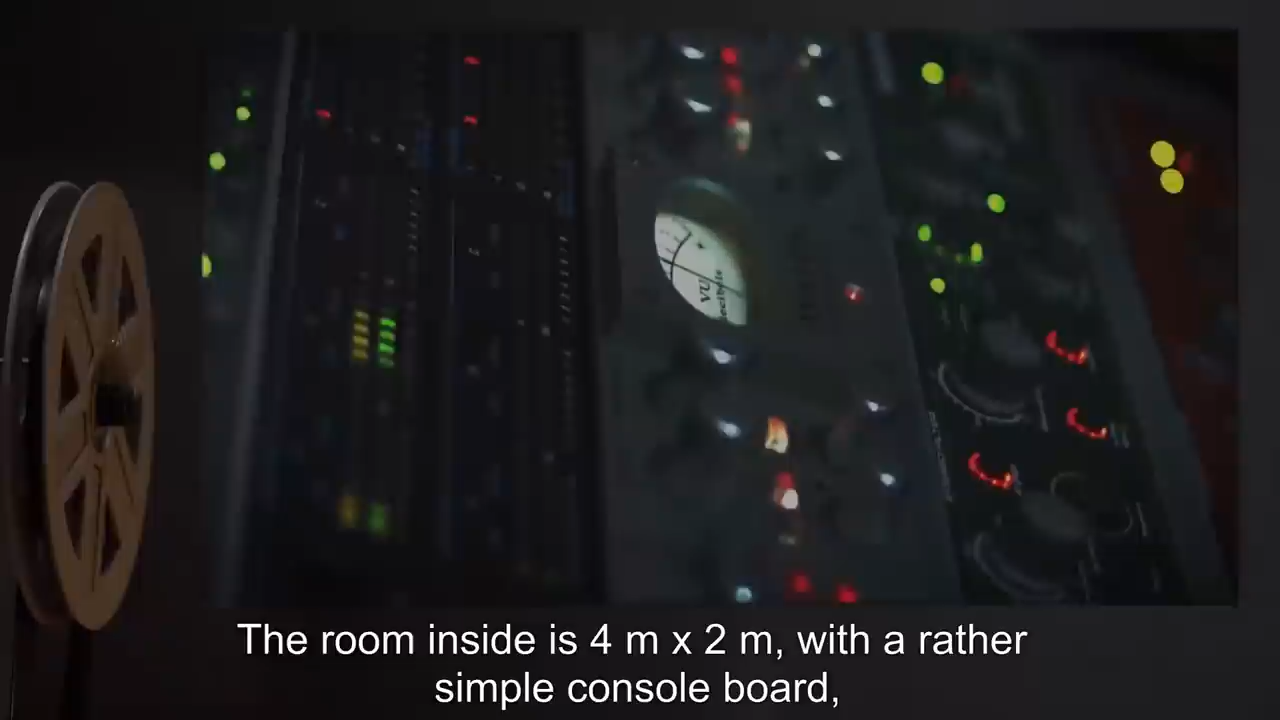 VU
The room inside is 4 m x 2 m, with a rather
simple console board,